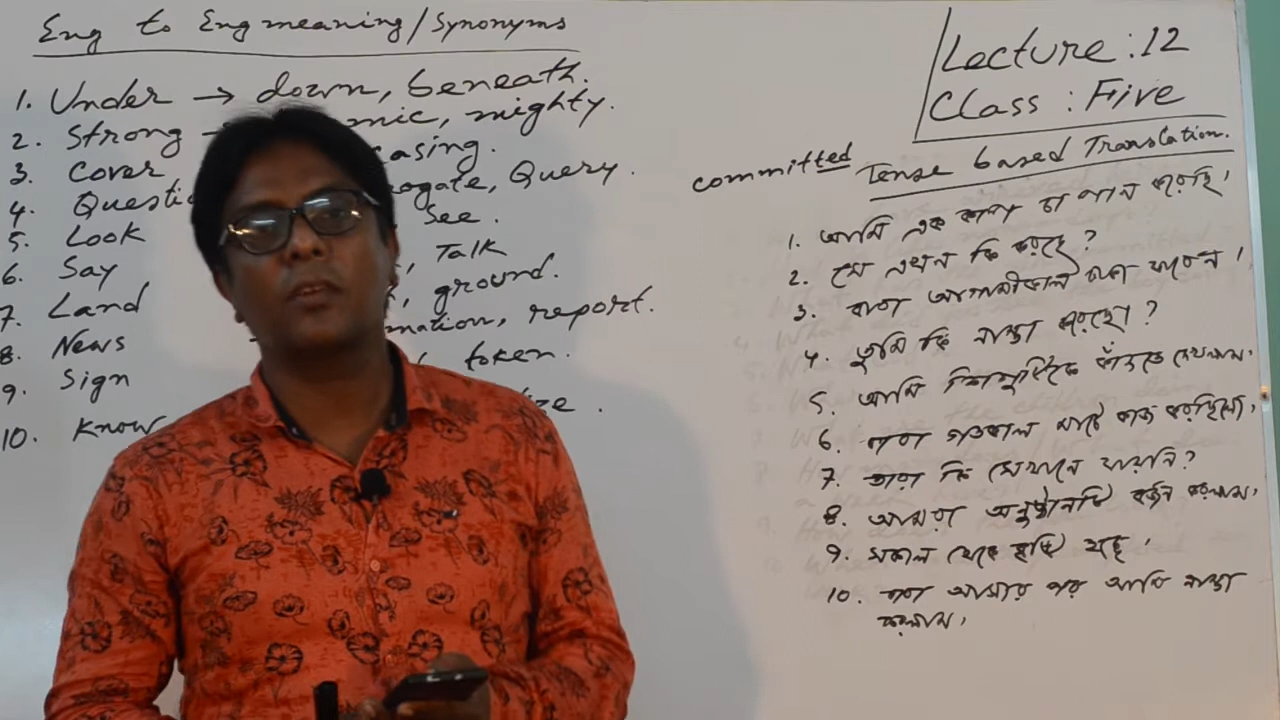 Eng to Eng meaning/Synonyms
1. Under → down, beneath.
2. Strong → mic, mighty.
3. Cover casing.
4. Questi ogate, Query.
5. Look See.
6. Say Talk
7. Land ground.
8. News mation, report.
9. Sign token.
10. Know ize.
Lecture: 12
Class: Five
committed
Tense based Translation.
1. আমি এক কাপ চা পান করেছি।
2. সে এখন কি করছে?
3. বাবা আগামীকাল ঢাকা যাবেন।
4. তুমি কি নাস্তা করেছো?
5. আমি শিশুটিকে কাঁদতে দেখলাম।
6. গতকাল মাঠে কাজ করছিলো।
7. তারা কি সেখানে যায়নি?
8. আমরা অনুষ্ঠানটি বর্জন করলাম।
9. সকাল থেকে বৃষ্টি হচ্ছে।
10. বাবা আসার পর আমি নাস্তা
করলাম।